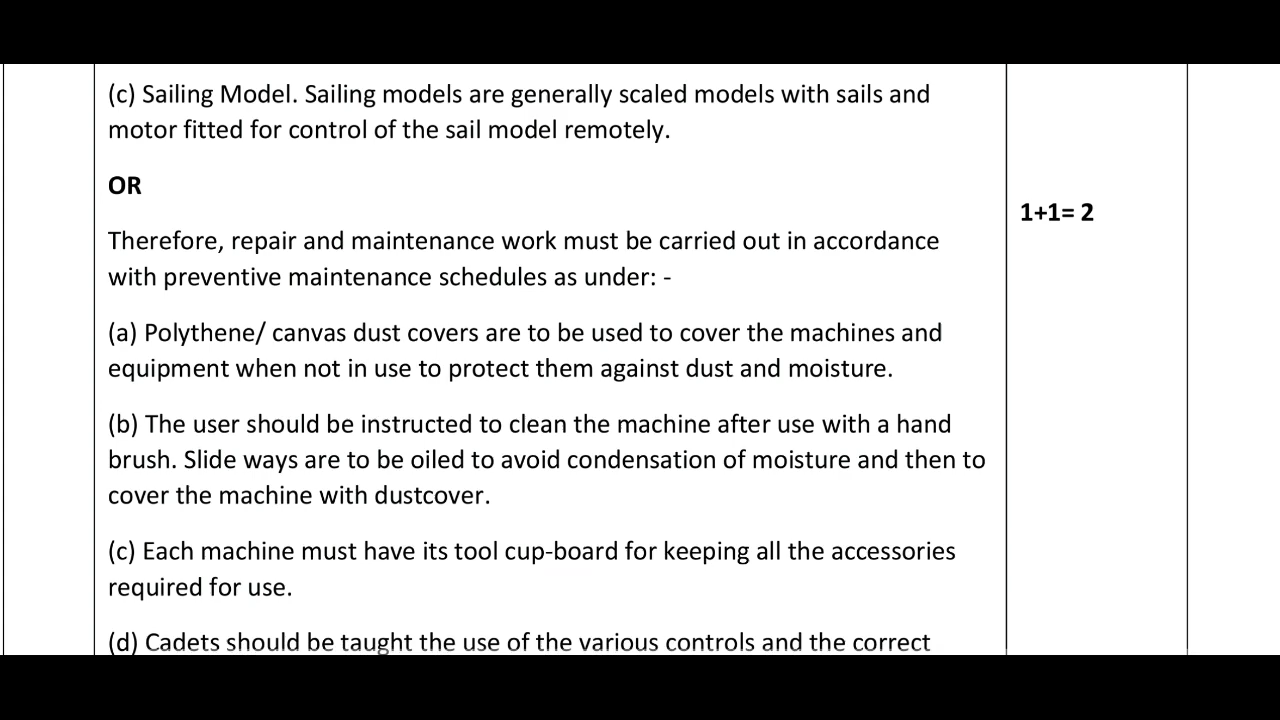 (c) Sailing Model. Sailing models are generally scaled models with sails and
motor fitted for control of the sail model remotely.
OR
1+1= 2
Therefore, repair and maintenance work must be carried out in accordance
with preventive maintenance schedules as under: -
(a) Polythene/ canvas dust covers are to be used to cover the machines and
equipment when not in use to protect them against dust and moisture.
(b) The user should be instructed to clean the machine after use with a hand
brush. Slide ways are to be oiled to avoid condensation of moisture and then to
cover the machine with dustcover.
(c) Each machine must have its tool cup-board for keeping all the accessories
required for use.
(d) Cadets should be taught the use of the various controls and the correct